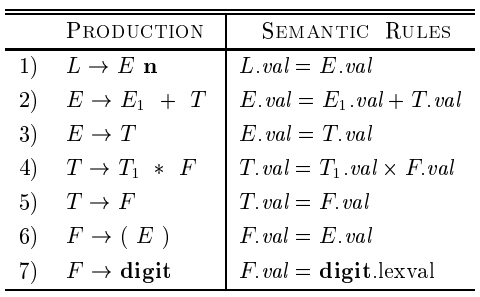 PRODUCTION SEMANTIC RULES
1) L → E n L.val = E.val
2) E → E₁ + T E.val = E₁.val + T.val
3) E → T E.val = T.val
4) T → T₁ * F T.val = T₁.val × F.val
5) T → F T.val = F.val
6) F → ( E ) F.val = E.val
7) F → digit F.val = digit.lexval